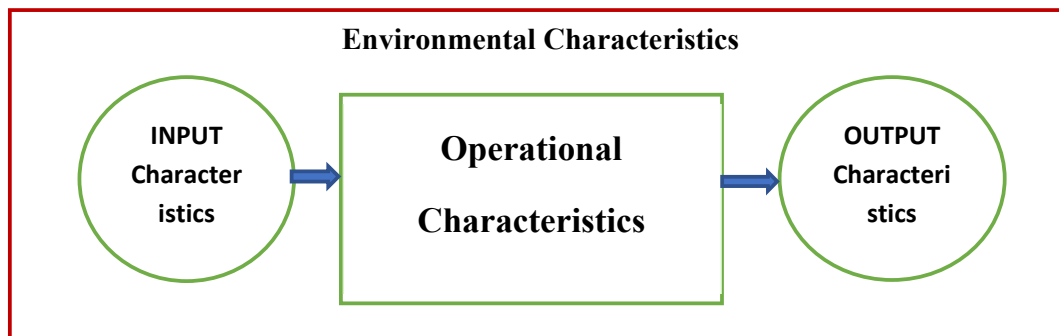 Environmental Characteristics
INPUT
Character
istics
Operational
Characteristics
OUTPUT
Characteri
stics